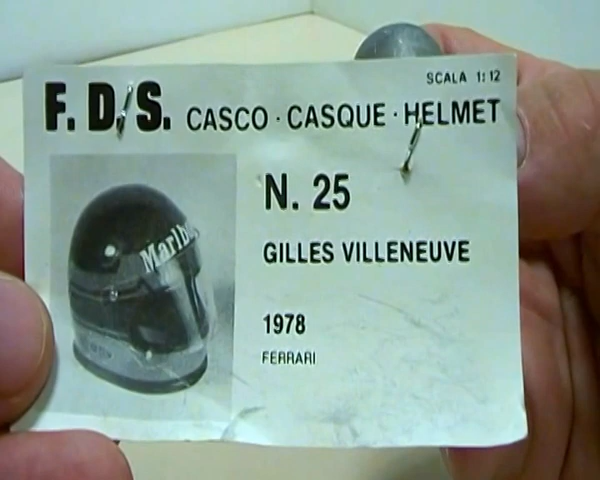 SCALA 1:12
F. D. S. CASCO · CASQUE · HELMET
N. 25
GILLES VILLENEUVE
1978
FERRARI